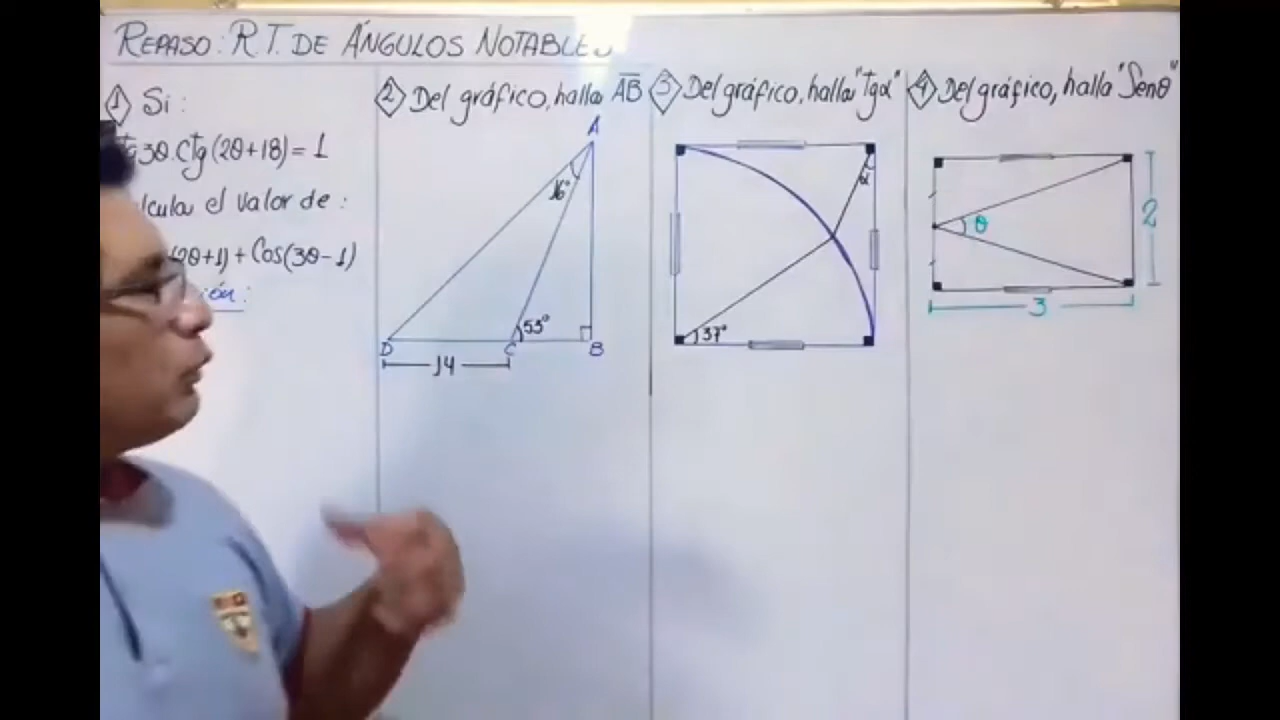 REPASO: R.T. DE ÁNGULOS NOTABLES
1 Si:
tg3θ.Ctg(2θ+18)=1
lcula el valor de:
(2θ+1)+Cos(3θ-1)
ión:
2 Del gráfico, halla AB
A
16°
53°
D
C
B
14
3 Del gráfico, halla "Tgα"
α
37°
4 Del gráfico, halla "Senθ"
θ
2
3